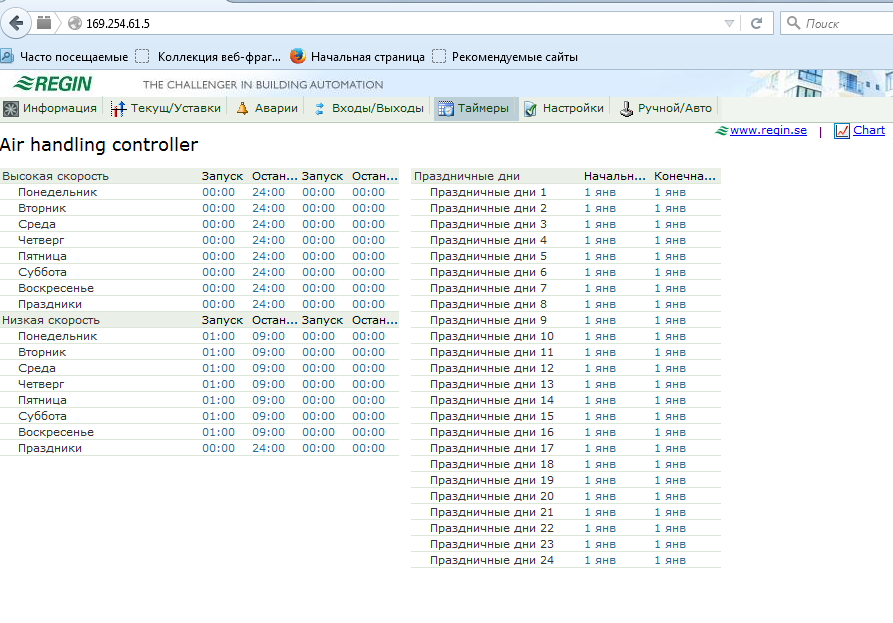 169.254.61.5
Поиск
Часто посещаемые Коллекция веб-фраг... Начальная страница Рекомендуемые сайты
REGIN THE CHALLENGER IN BUILDING AUTOMATION
Информация Текущ/Уставки Аварии Входы/Выходы Таймеры Настройки Ручной/Авто
www.regin.se | Chart
Air handling controller
Высокая скорость Запуск Остан... Запуск Остан...
Понедельник 00:00 24:00 00:00 00:00
Вторник 00:00 24:00 00:00 00:00
Среда 00:00 24:00 00:00 00:00
Четверг 00:00 24:00 00:00 00:00
Пятница 00:00 24:00 00:00 00:00
Суббота 00:00 24:00 00:00 00:00
Воскресенье 00:00 24:00 00:00 00:00
Праздники 00:00 24:00 00:00 00:00
Низкая скорость Запуск Остан... Запуск Остан...
Понедельник 01:00 09:00 00:00 00:00
Вторник 01:00 09:00 00:00 00:00
Среда 01:00 09:00 00:00 00:00
Четверг 01:00 09:00 00:00 00:00
Пятница 01:00 09:00 00:00 00:00
Суббота 01:00 09:00 00:00 00:00
Воскресенье 01:00 09:00 00:00 00:00
Праздники 00:00 24:00 00:00 00:00
Праздничные дни Начальн... Конечна...
Праздничные дни 1 1 янв 1 янв
Праздничные дни 2 1 янв 1 янв
Праздничные дни 3 1 янв 1 янв
Праздничные дни 4 1 янв 1 янв
Праздничные дни 5 1 янв 1 янв
Праздничные дни 6 1 янв 1 янв
Праздничные дни 7 1 янв 1 янв
Праздничные дни 8 1 янв 1 янв
Праздничные дни 9 1 янв 1 янв
Праздничные дни 10 1 янв 1 янв
Праздничные дни 11 1 янв 1 янв
Праздничные дни 12 1 янв 1 янв
Праздничные дни 13 1 янв 1 янв
Праздничные дни 14 1 янв 1 янв
Праздничные дни 15 1 янв 1 янв
Праздничные дни 16 1 янв 1 янв
Праздничные дни 17 1 янв 1 янв
Праздничные дни 18 1 янв 1 янв
Праздничные дни 19 1 янв 1 янв
Праздничные дни 20 1 янв 1 янв
Праздничные дни 21 1 янв 1 янв
Праздничные дни 22 1 янв 1 янв
Праздничные дни 23 1 янв 1 янв
Праздничные дни 24 1 янв 1 янв